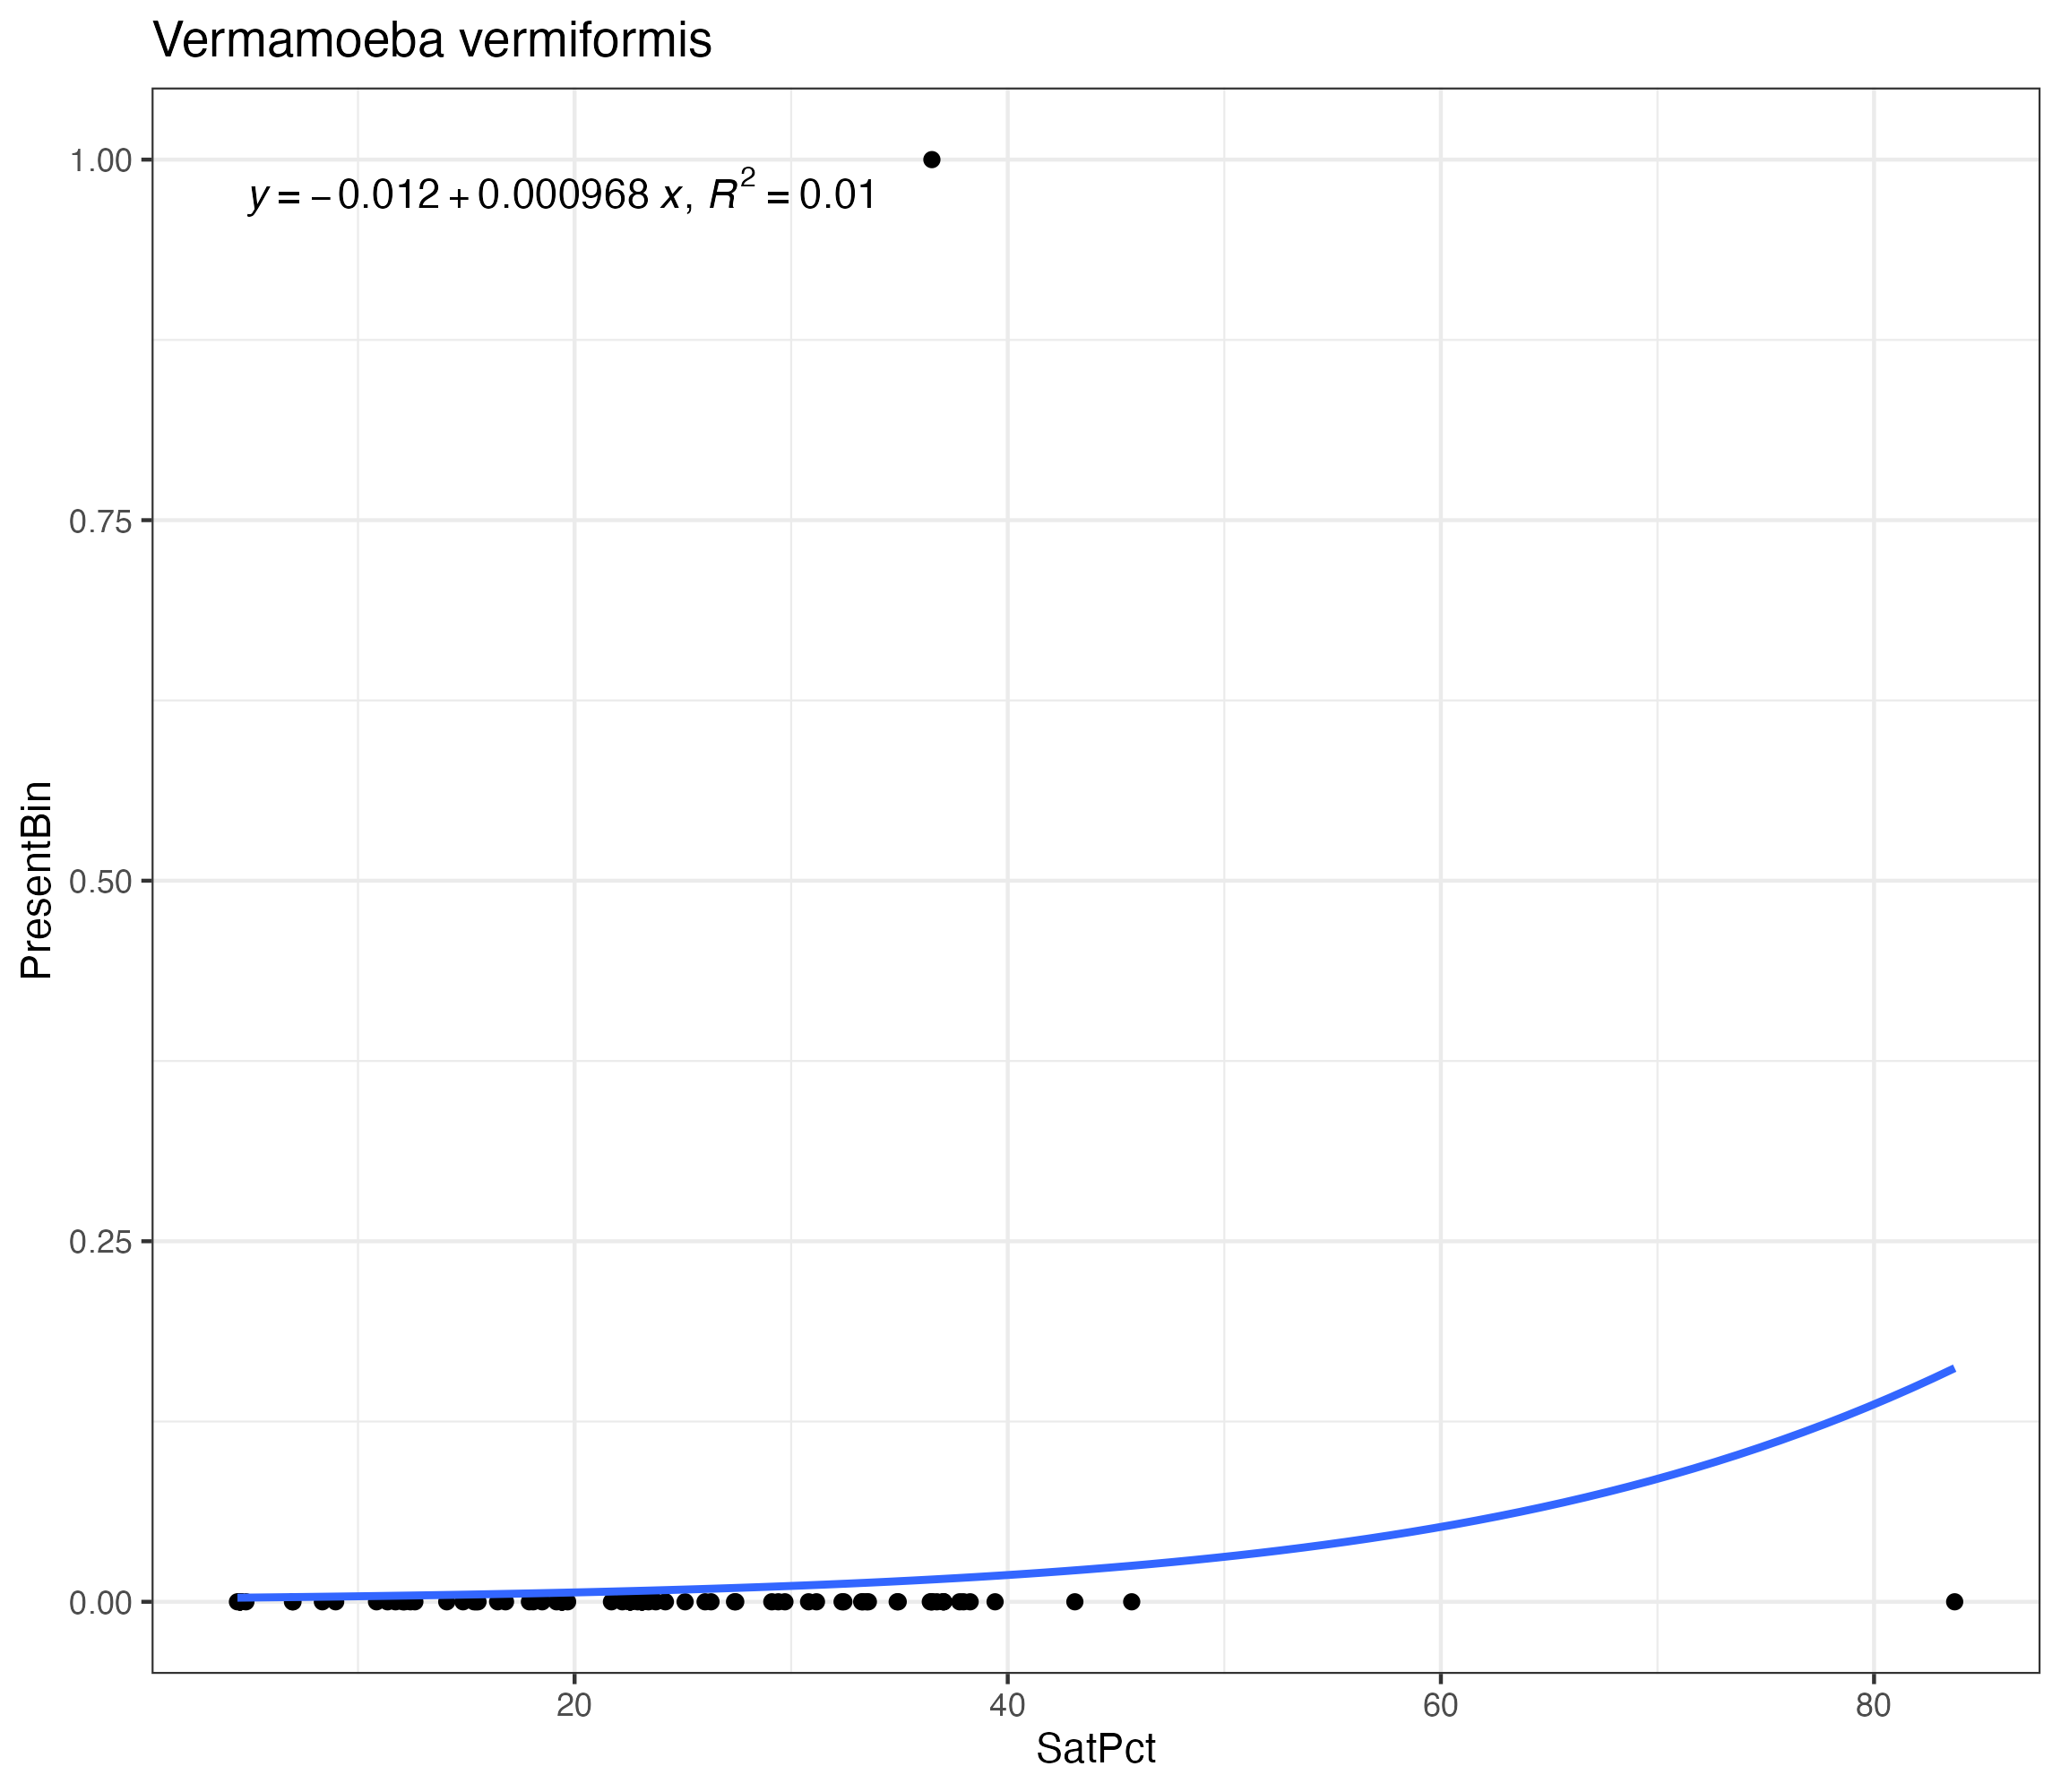 Vermamoeba vermiformis
y = −0.012 + 0.000968 x, R² = 0.01
1.00
0.75
0.50
0.25
0.00
PresentBin
20 40 60 80
SatPct